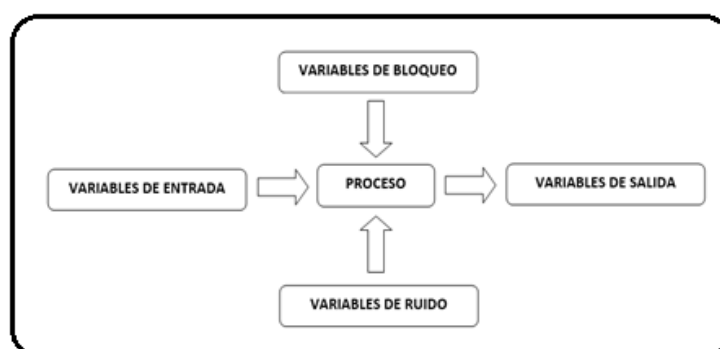 VARIABLES DE BLOQUEO
VARIABLES DE ENTRADA
PROCESO
VARIABLES DE SALIDA
VARIABLES DE RUIDO